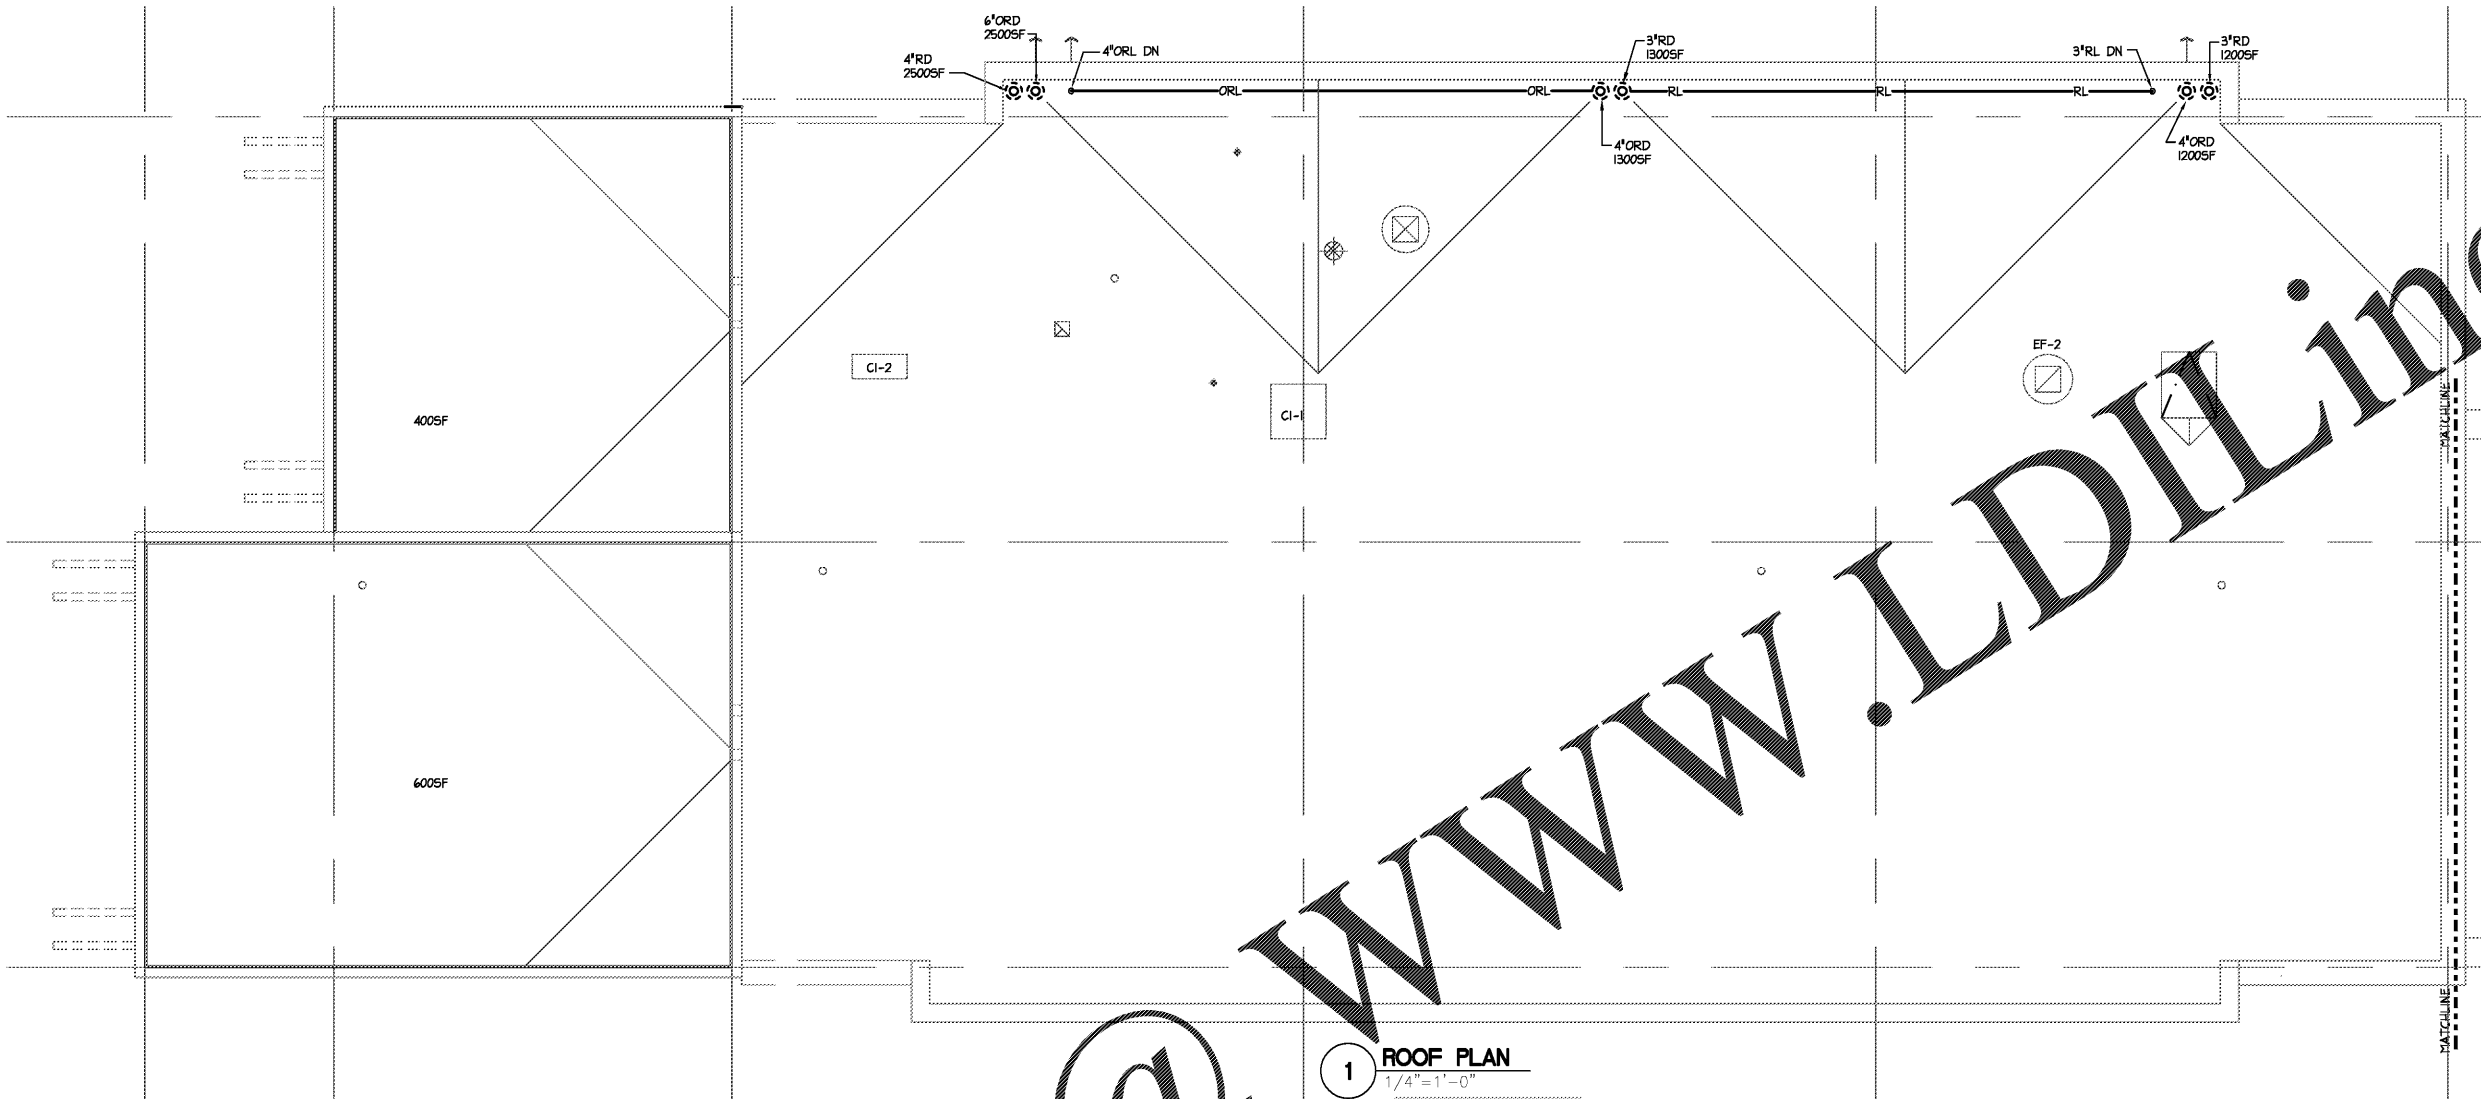 6"ORD
2500SF
4"RD
2500SF
4"ORL DN
3"RD
1300SF
3"RL DN
3"RD
1200SF
ORL
ORL
RL
RL
RL
4"ORD
1300SF
4"ORD
1200SF
EF-2
CI-2
CI-1
MATCHLINE
400SF
600SF
WWW.LDILine
MATCHLINE
@
1
ROOF PLAN
1/4"=1'-0"